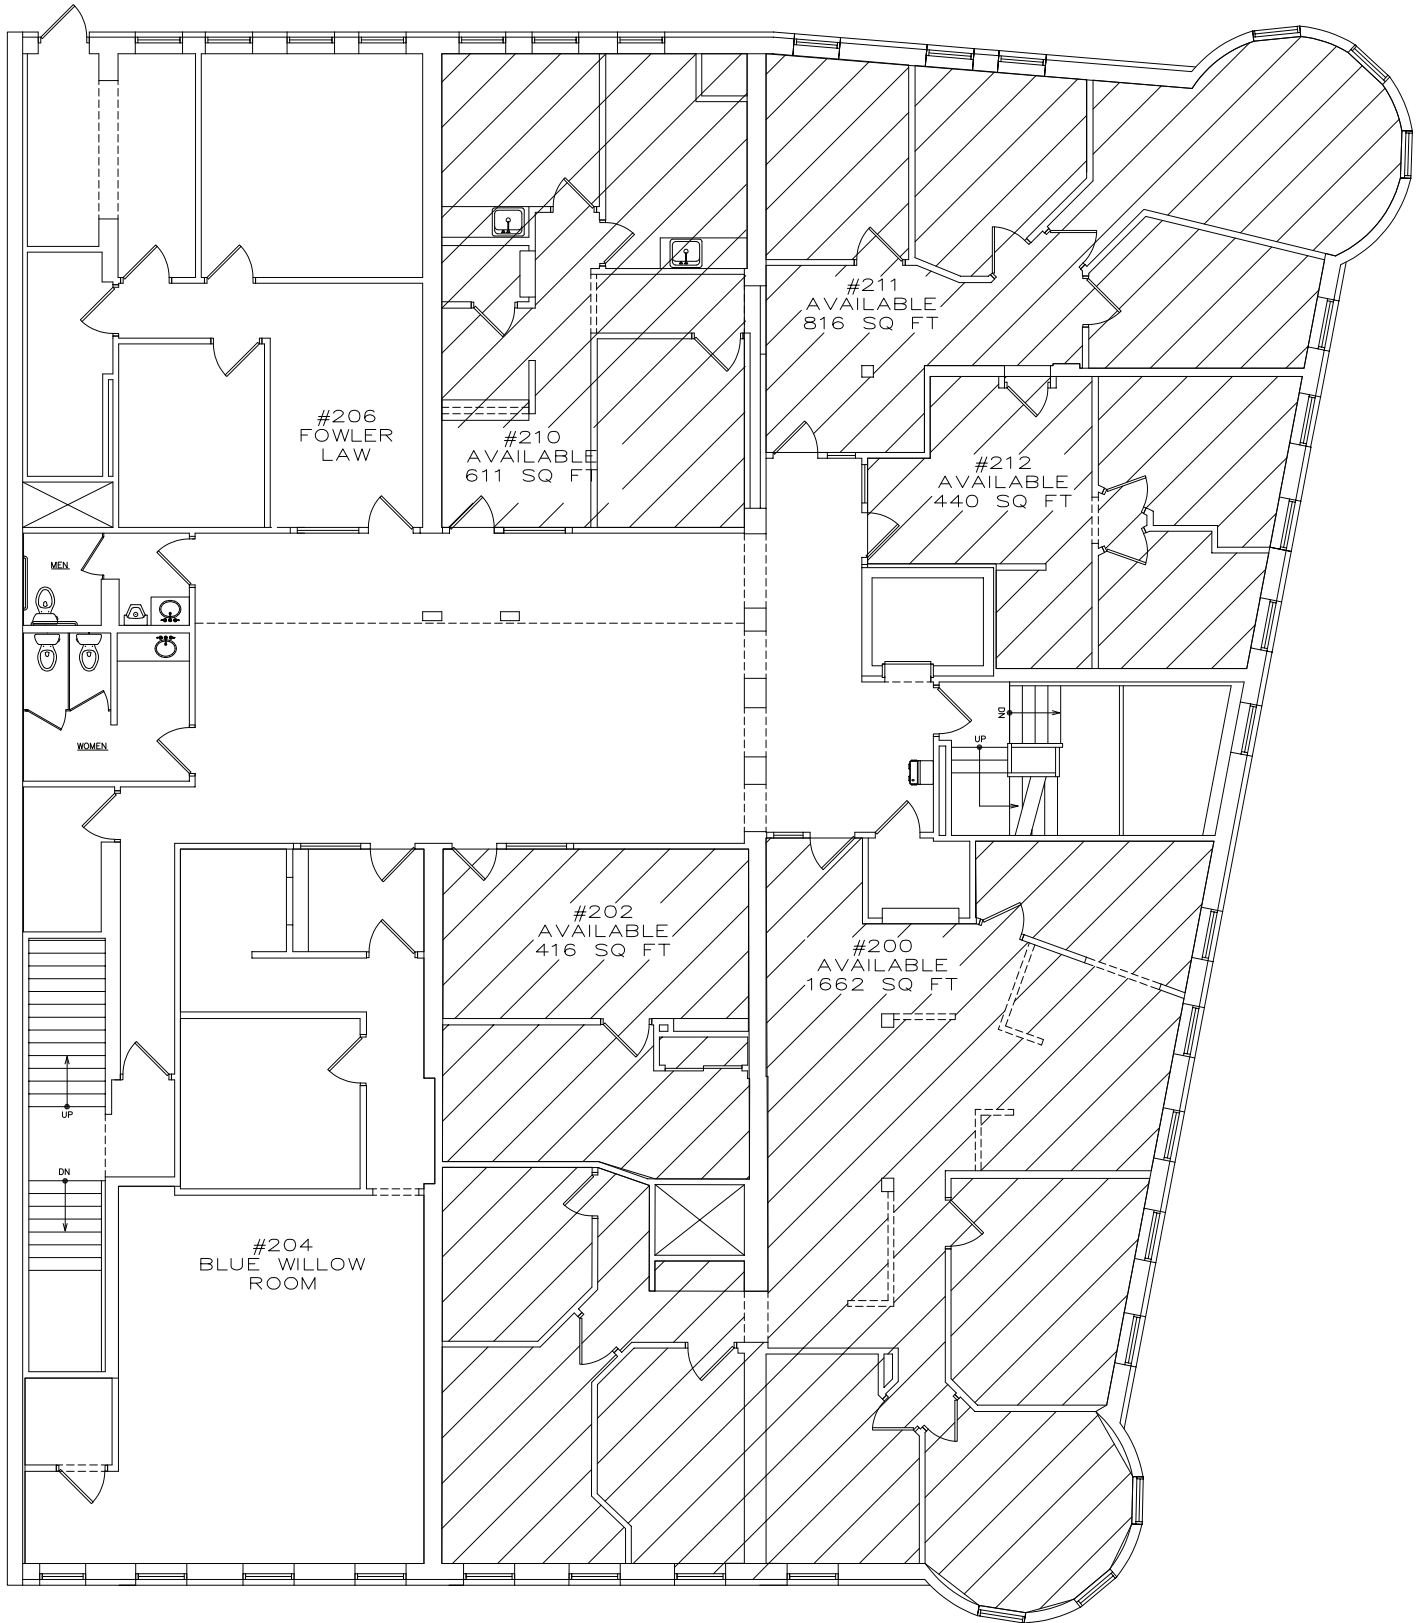 #211
AVAILABLE
816 SQ FT
#206
FOWLER
LAW
#210
AVAILABLE
611 SQ FT
#212
AVAILABLE
440 SQ FT
MEN
WOMEN
DN
UP
#202
AVAILABLE
416 SQ FT
#200
AVAILABLE
1662 SQ FT
UP
DN
#204
BLUE WILLOW
ROOM